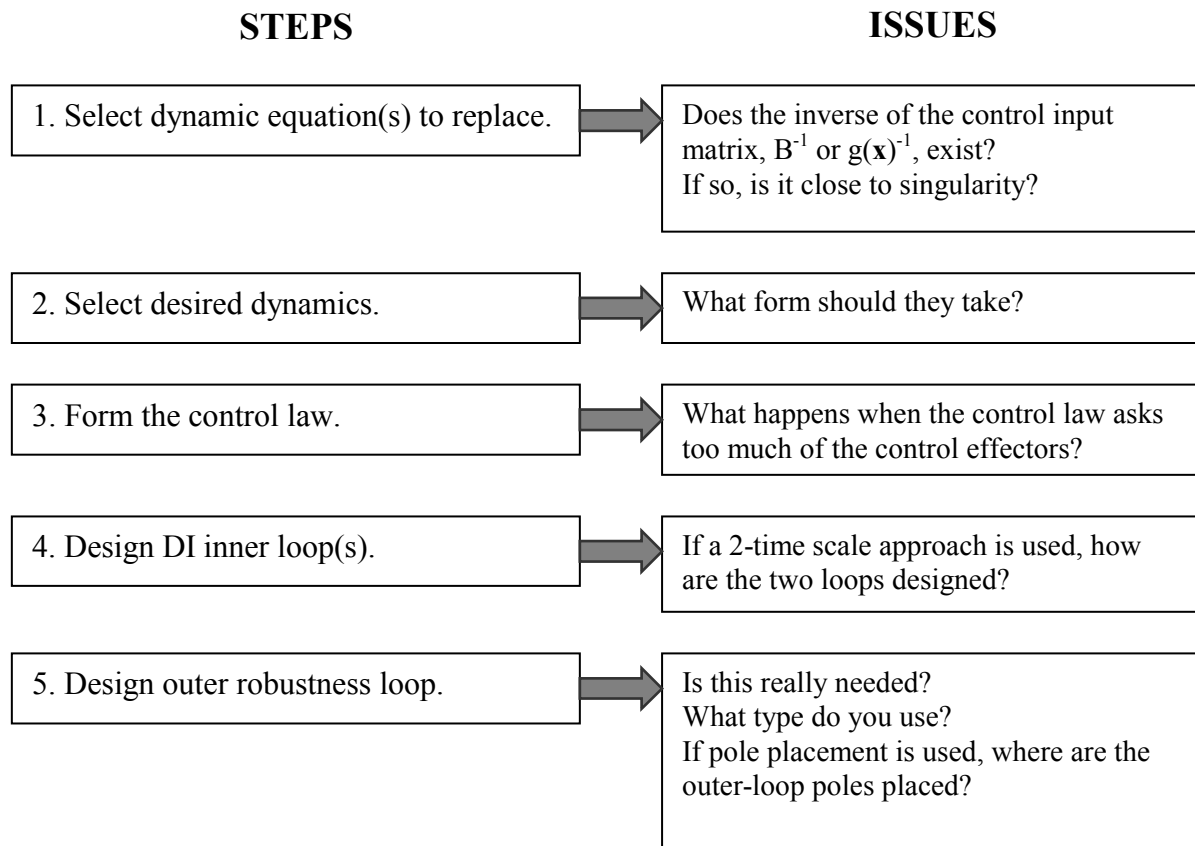 STEPS
ISSUES
1. Select dynamic equation(s) to replace.
Does the inverse of the control input
matrix, B⁻¹ or g(x)⁻¹, exist?
If so, is it close to singularity?
2. Select desired dynamics.
What form should they take?
3. Form the control law.
What happens when the control law asks
too much of the control effectors?
4. Design DI inner loop(s).
If a 2-time scale approach is used, how
are the two loops designed?
5. Design outer robustness loop.
Is this really needed?
What type do you use?
If pole placement is used, where are the
outer-loop poles placed?